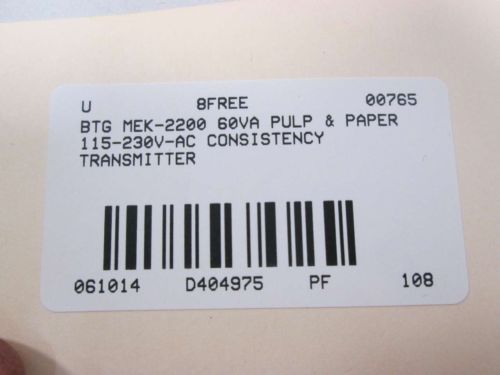 U 8FREE 00765
BTG MEK-2200 60VA PULP & PAPER
115-230V-AC CONSISTENCY
TRANSMITTER
061014 D404975 PF 108